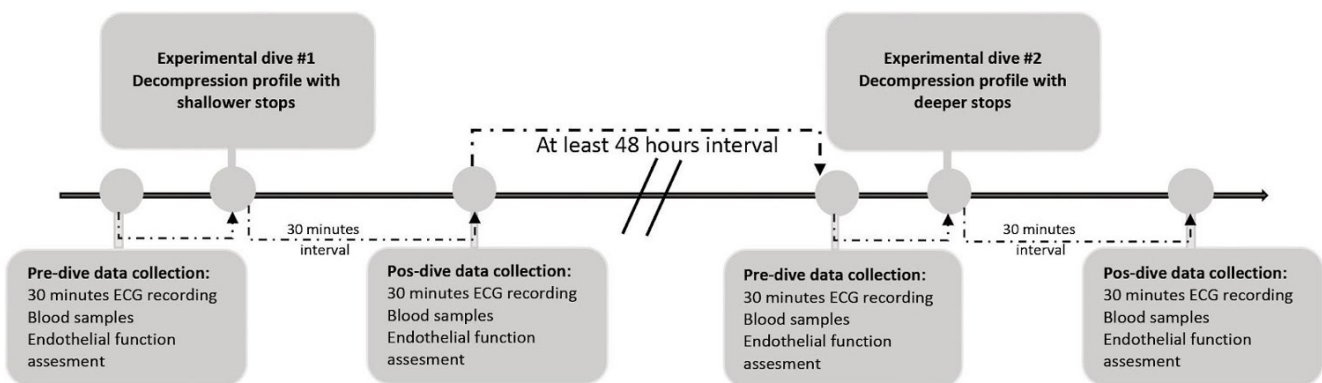 Experimental dive #1
Decompression profile with
shallower stops
Experimental dive #2
Decompression profile with
deeper stops
At least 48 hours interval
30 minutes
interval
30 minutes
interval
Pre-dive data collection:
30 minutes ECG recording
Blood samples
Endothelial function
assesment
Pos-dive data collection:
30 minutes ECG recording
Blood samples
Endothelial function
assesment
Pre-dive data collection:
30 minutes ECG recording
Blood samples
Endothelial function
assesment
Pos-dive data collection:
30 minutes ECG recording
Blood samples
Endothelial function
assesment